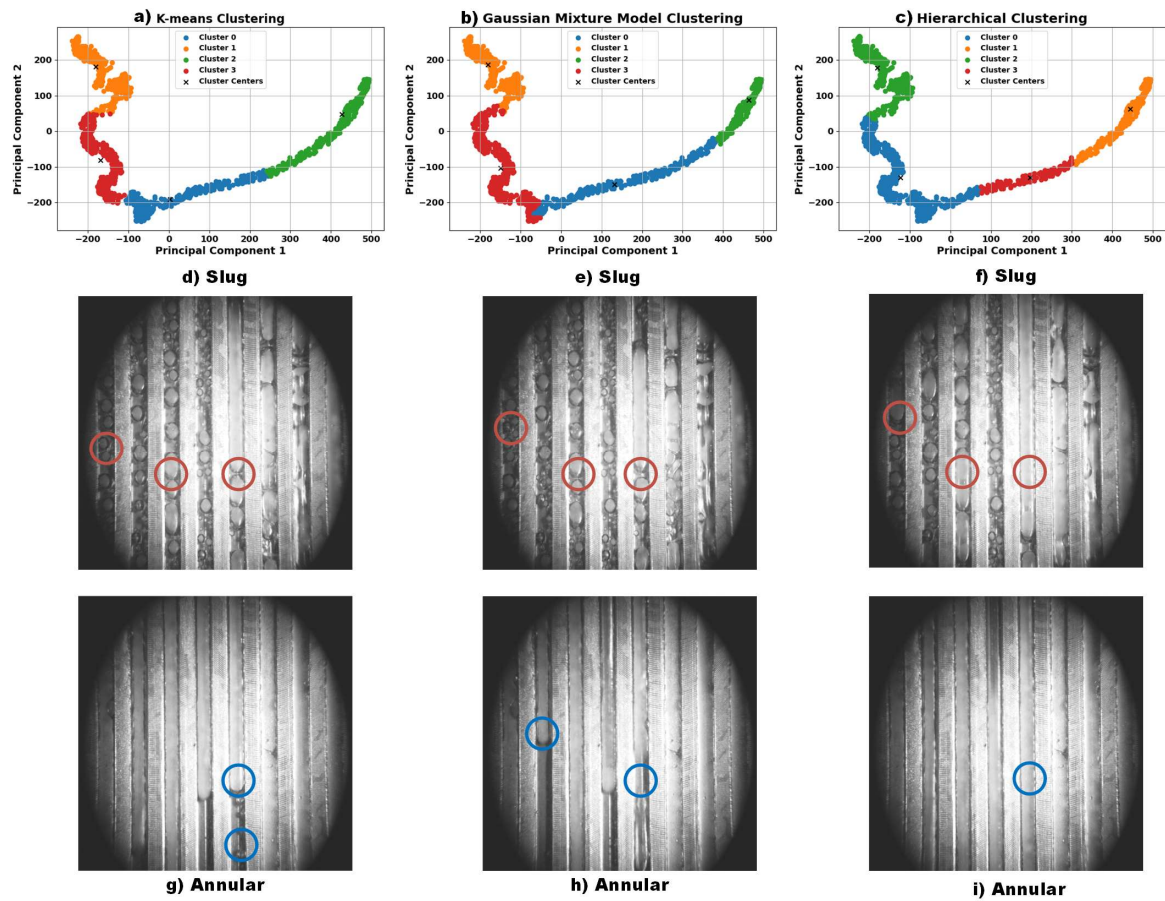 a) K-means Clustering
Cluster 0
Cluster 1
Cluster 2
Cluster 3
Cluster Centers
Principal Component 2
200
100
0
−100
−200
−200 −100 0 100 200 300 400 500
Principal Component 1
b) Gaussian Mixture Model Clustering
Cluster 0
Cluster 1
Cluster 2
Cluster 3
Cluster Centers
Principal Component 2
200
100
0
−100
−200
−200 −100 0 100 200 300 400 500
Principal Component 1
c) Hierarchical Clustering
Cluster 0
Cluster 1
Cluster 2
Cluster 3
Cluster Centers
Principal Component 2
200
100
0
−100
−200
−200 −100 0 100 200 300 400 500
Principal Component 1
d) Slug
e) Slug
f) Slug
g) Annular
h) Annular
i) Annular